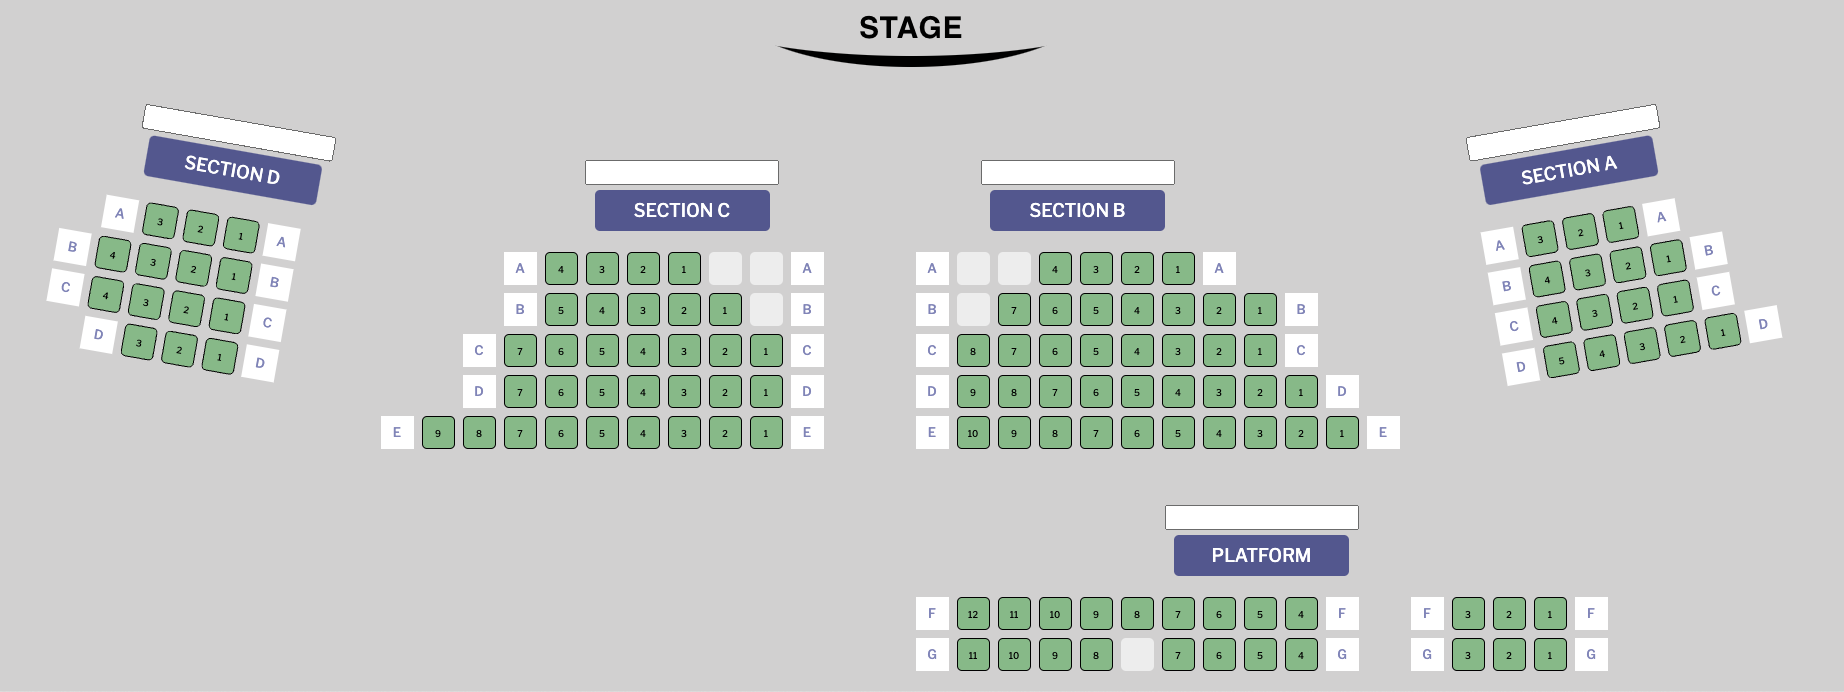 STAGE
SECTION D
A 3 2 1 A
B 4 3 2 1 B
C 4 3 2 1 C
D 3 2 1 D
SECTION C
A 4 3 2 1 A
B 5 4 3 2 1 B
C 7 6 5 4 3 2 1 C
D 7 6 5 4 3 2 1 D
E 9 8 7 6 5 4 3 2 1 E
SECTION B
A 4 3 2 1 A
B 7 6 5 4 3 2 1 B
C 8 7 6 5 4 3 2 1 C
D 9 8 7 6 5 4 3 2 1 D
E 10 9 8 7 6 5 4 3 2 1 E
SECTION A
A 3 2 1 A
B 4 3 2 1 B
C 4 3 2 1 C
D 5 4 3 2 1 D
PLATFORM
F 12 11 10 9 8 7 6 5 4 F F 3 2 1 F
G 11 10 9 8 7 6 5 4 G G 3 2 1 G